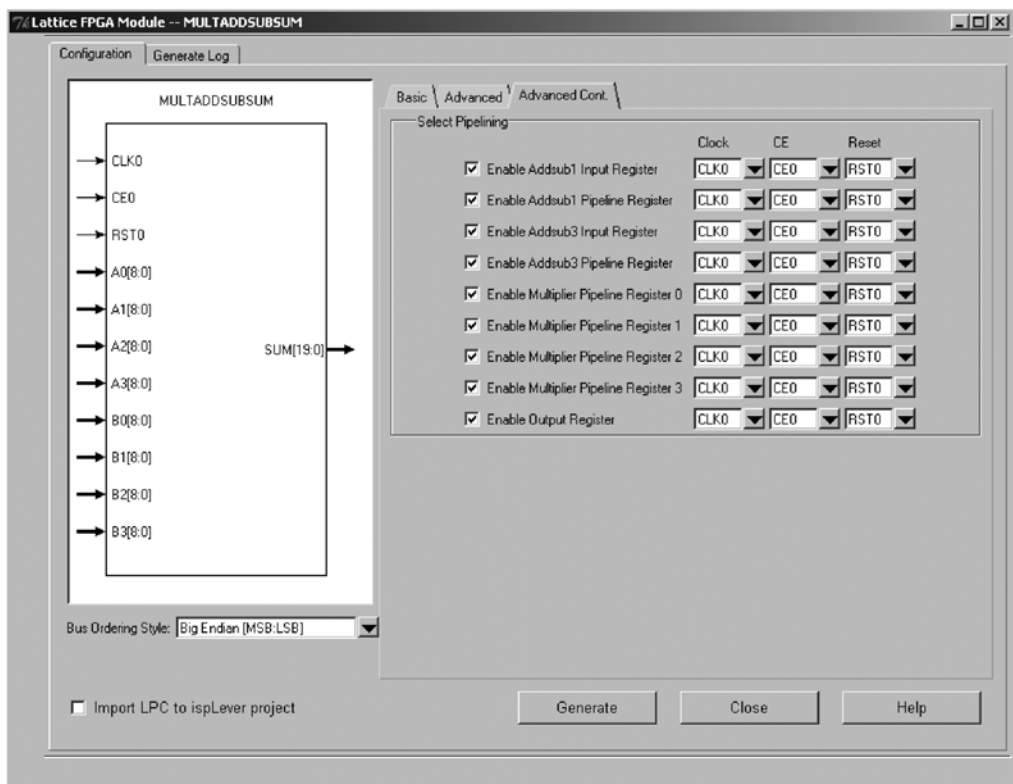 Lattice FPGA Module -- MULTADDSUBSUM
Configuration Generate Log
MULTADDSUBSUM
CLK0
CE0
RST0
A0[8:0]
A1[8:0]
A2[8:0]
SUM[19:0]
A3[8:0]
B0[8:0]
B1[8:0]
B2[8:0]
B3[8:0]
Bus Ordering Style: Big Endian [MSB:LSB]
Basic Advanced Advanced Cont.
Select Pipelining
Clock CE Reset
Enable Addsub1 Input Register CLK0 CE0 RST0
Enable Addsub1 Pipeline Register CLK0 CE0 RST0
Enable Addsub3 Input Register CLK0 CE0 RST0
Enable Addsub3 Pipeline Register CLK0 CE0 RST0
Enable Multiplier Pipeline Register 0 CLK0 CE0 RST0
Enable Multiplier Pipeline Register 1 CLK0 CE0 RST0
Enable Multiplier Pipeline Register 2 CLK0 CE0 RST0
Enable Multiplier Pipeline Register 3 CLK0 CE0 RST0
Enable Output Register CLK0 CE0 RST0
Import LPC to ispLever project
Generate Close Help